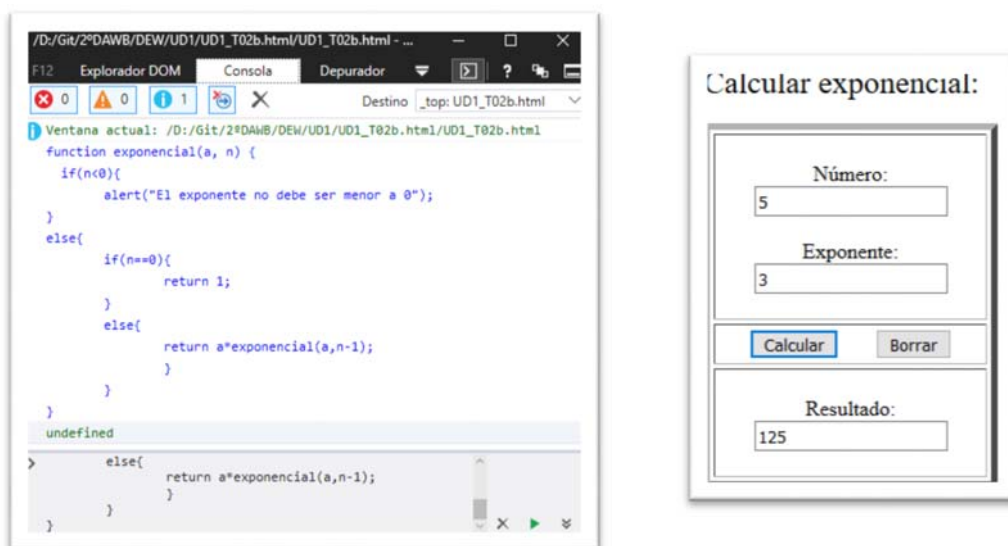 /D:/Git/2ºDAWB/DEW/UD1/UD1_T02b.html/UD1_T02b.html - ...
F12 Explorador DOM Consola Depurador ?
0 0 1 Destino _top: UD1_T02b.html
Ventana actual: /D:/Git/2ºDAWB/DEW/UD1/UD1_T02b.html/UD1_T02b.html
function exponencial(a, n) {
if(n<0){
alert("El exponente no debe ser menor a 0");
}
else{
if(n==0){
return 1;
}
else{
return a*exponencial(a,n-1);
}
}
}
undefined
else{
return a*exponencial(a,n-1);
}
}
}
Calcular exponencial:
Número:
5
Exponente:
3
Calcular Borrar
Resultado:
125